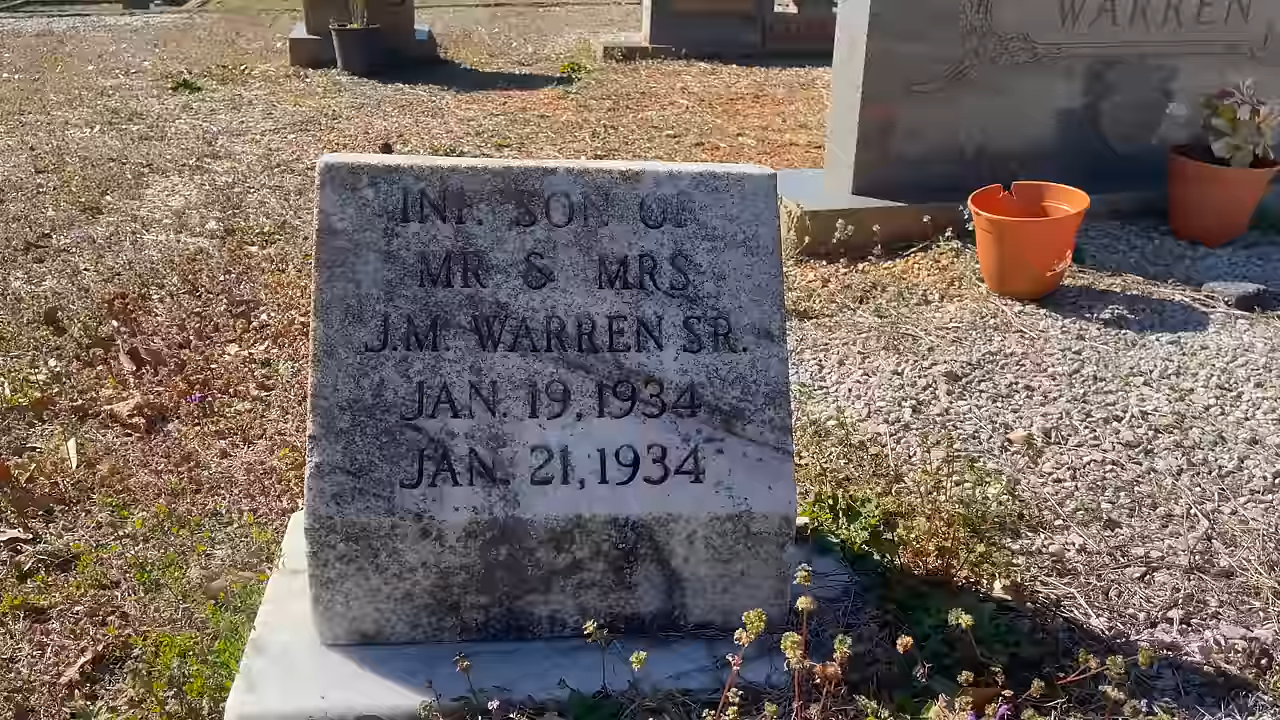 WARREN
INF. SON OF
MR & MRS
J.M WARREN SR.
JAN. 19, 1934
JAN. 21, 1934